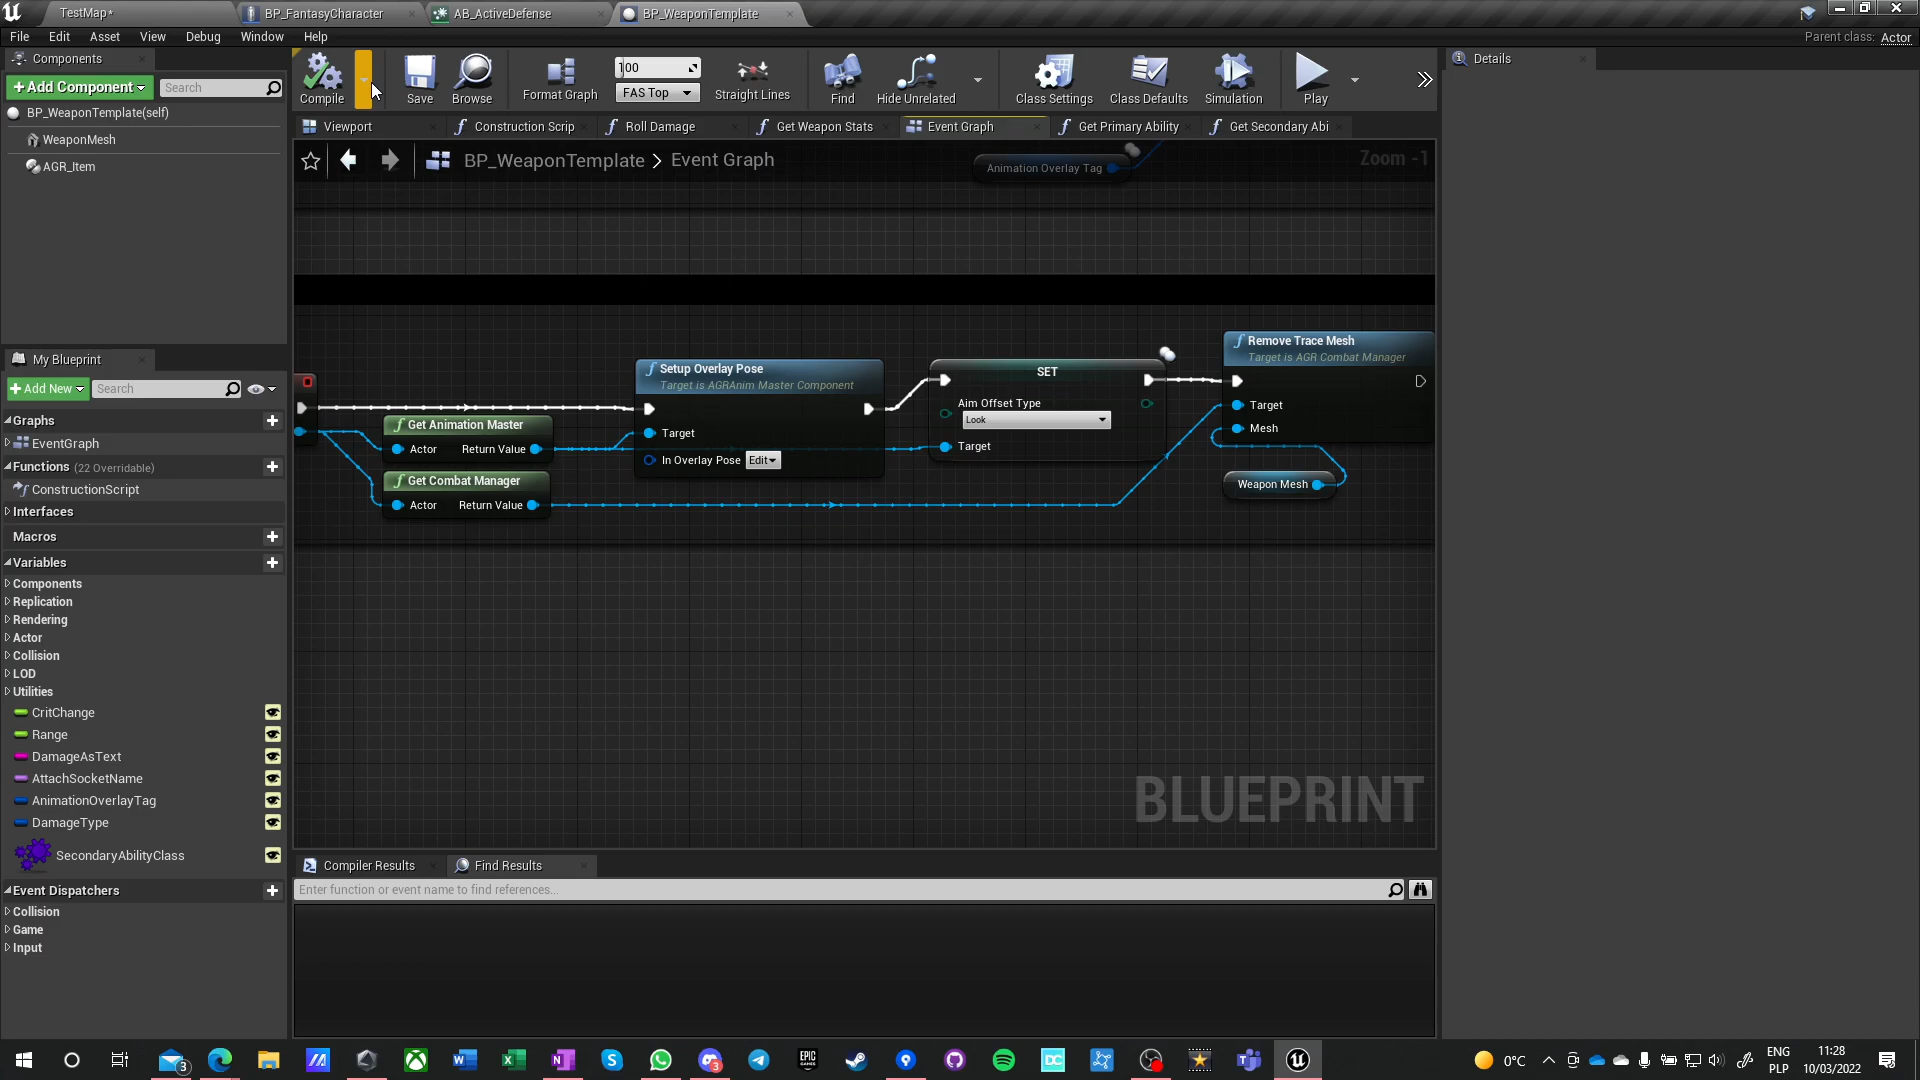 TestMap*
BP_FantasyCharacter
AB_ActiveDefense
BP_WeaponTemplate
File Edit Asset View Debug Window Help
Parent class: Actor
Components
+Add Component
Search
BP_WeaponTemplate(self)
WeaponMesh
AGR_Item
Compile
Save
Browse
Format Graph
100
FAS Top
Straight Lines
Find
Hide Unrelated
Class Settings
Class Defaults
Simulation
Play
Details
Viewport
Construction Scrip
Roll Damage
Get Weapon Stats
Event Graph
Get Primary Ability
Get Secondary Abi
BP_WeaponTemplate > Event Graph
Zoom -1
Animation Overlay Tag
Get Animation Master
Actor Return Value
Get Combat Manager
Actor Return Value
Setup Overlay Pose
Target is AGRAnim Master Component
Target
In Overlay Pose Edit
SET
Aim Offset Type
Look
Target
Remove Trace Mesh
Target is AGR Combat Manager
Target
Mesh
Weapon Mesh
BLUEPRINT
My Blueprint
+Add New
Search
Graphs
EventGraph
Functions (22 Overridable)
ConstructionScript
Interfaces
Macros
Variables
Components
Replication
Rendering
Actor
Collision
LOD
Utilities
CritChange
Range
DamageAsText
AttachSocketName
AnimationOverlayTag
DamageType
SecondaryAbilityClass
Event Dispatchers
Collision
Game
Input
Compiler Results
Find Results
Enter function or event name to find references...
3
3
0°C
ENG
PLP
11:28
10/03/2022